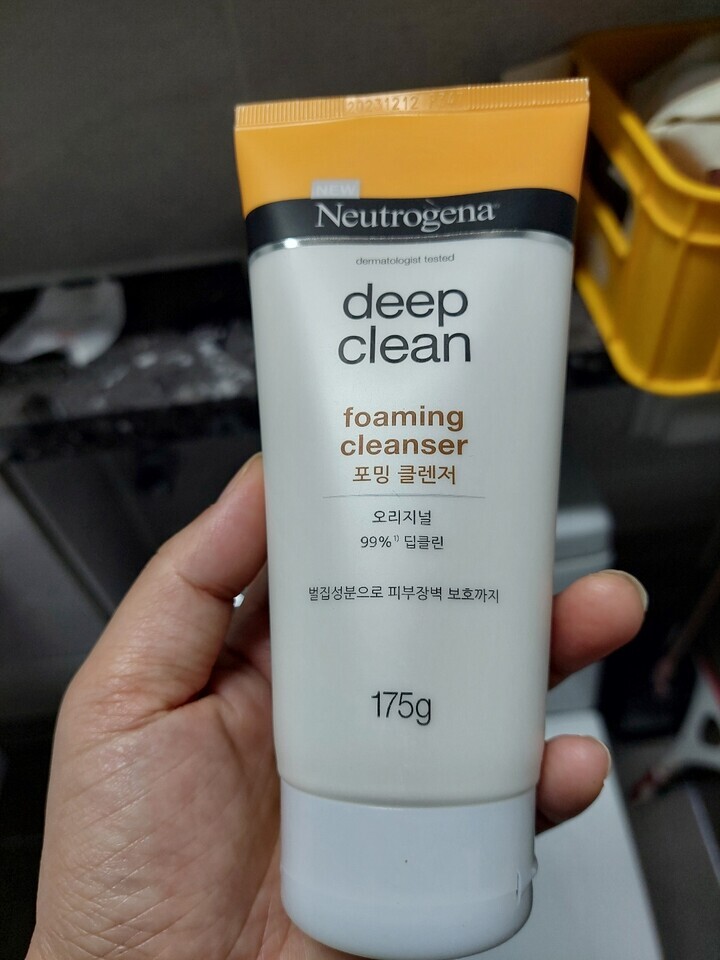 20231212
NEW
Neutrogena
dermatologist tested
deep
clean
foaming
cleanser
포밍 클렌저
오리지널
99%¹⁾ 딥클린
벌집성분으로 피부장벽 보호까지
175g